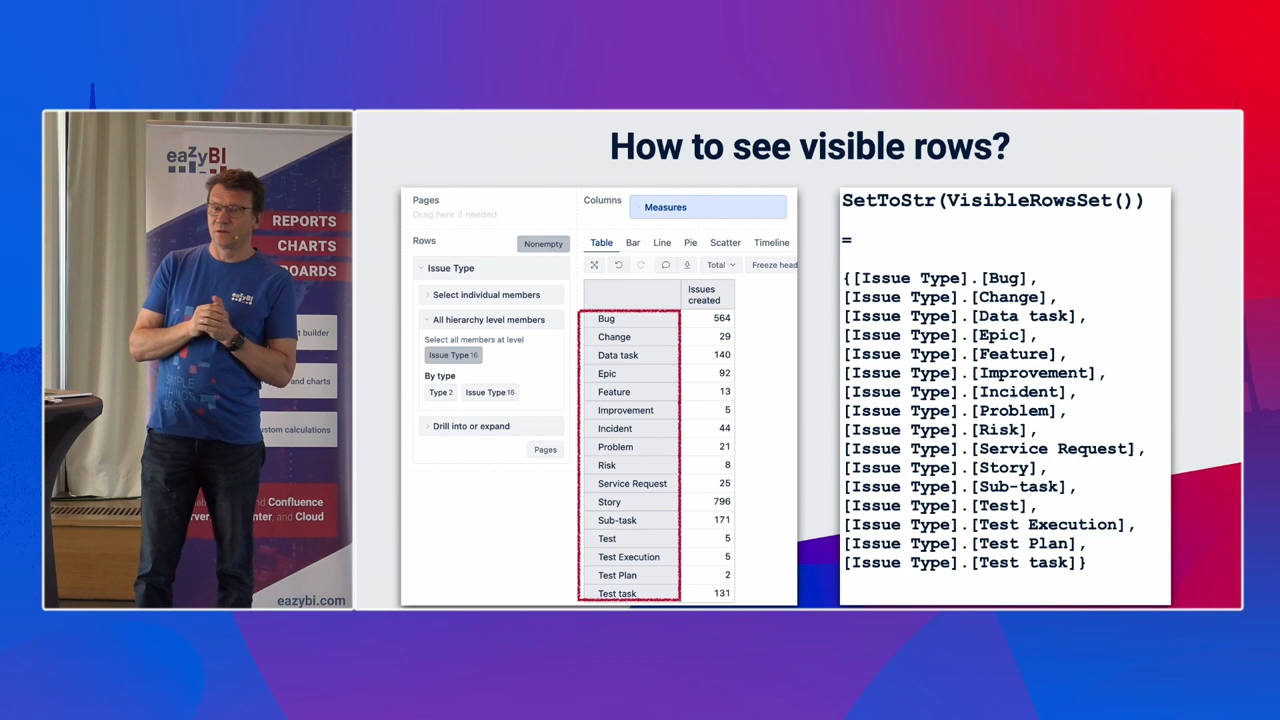 How to see visible rows?
eazyBI
REPORTS
CHARTS
BOARDS
builder
and charts
custom calculations
and Confluence
and Cloud
eazybi.com
eazyBI
SIMPLE
THINGS
EASY
Pages
Drag here if needed
Rows
Nonempty
Issue Type
Select individual members
All hierarchy level members
Select all members at level
Issue Type 16
By type
Type 2 Issue Type 16
Drill into or expand
Pages
Columns
Measures
Table Bar Line Pie Scatter Timeline
Total Freeze head
Issues
created
Bug 564
Change 29
Data task 140
Epic 92
Feature 13
Improvement 5
Incident 44
Problem 21
Risk 8
Service Request 25
Story 796
Sub-task 171
Test 5
Test Execution 5
Test Plan 2
Test task 131
SetToStr(VisibleRowsSet())
=
{[Issue Type].[Bug],
[Issue Type].[Change],
[Issue Type].[Data task],
[Issue Type].[Epic],
[Issue Type].[Feature],
[Issue Type].[Improvement],
[Issue Type].[Incident],
[Issue Type].[Problem],
[Issue Type].[Risk],
[Issue Type].[Service Request],
[Issue Type].[Story],
[Issue Type].[Sub-task],
[Issue Type].[Test],
[Issue Type].[Test Execution],
[Issue Type].[Test Plan],
[Issue Type].[Test task]}